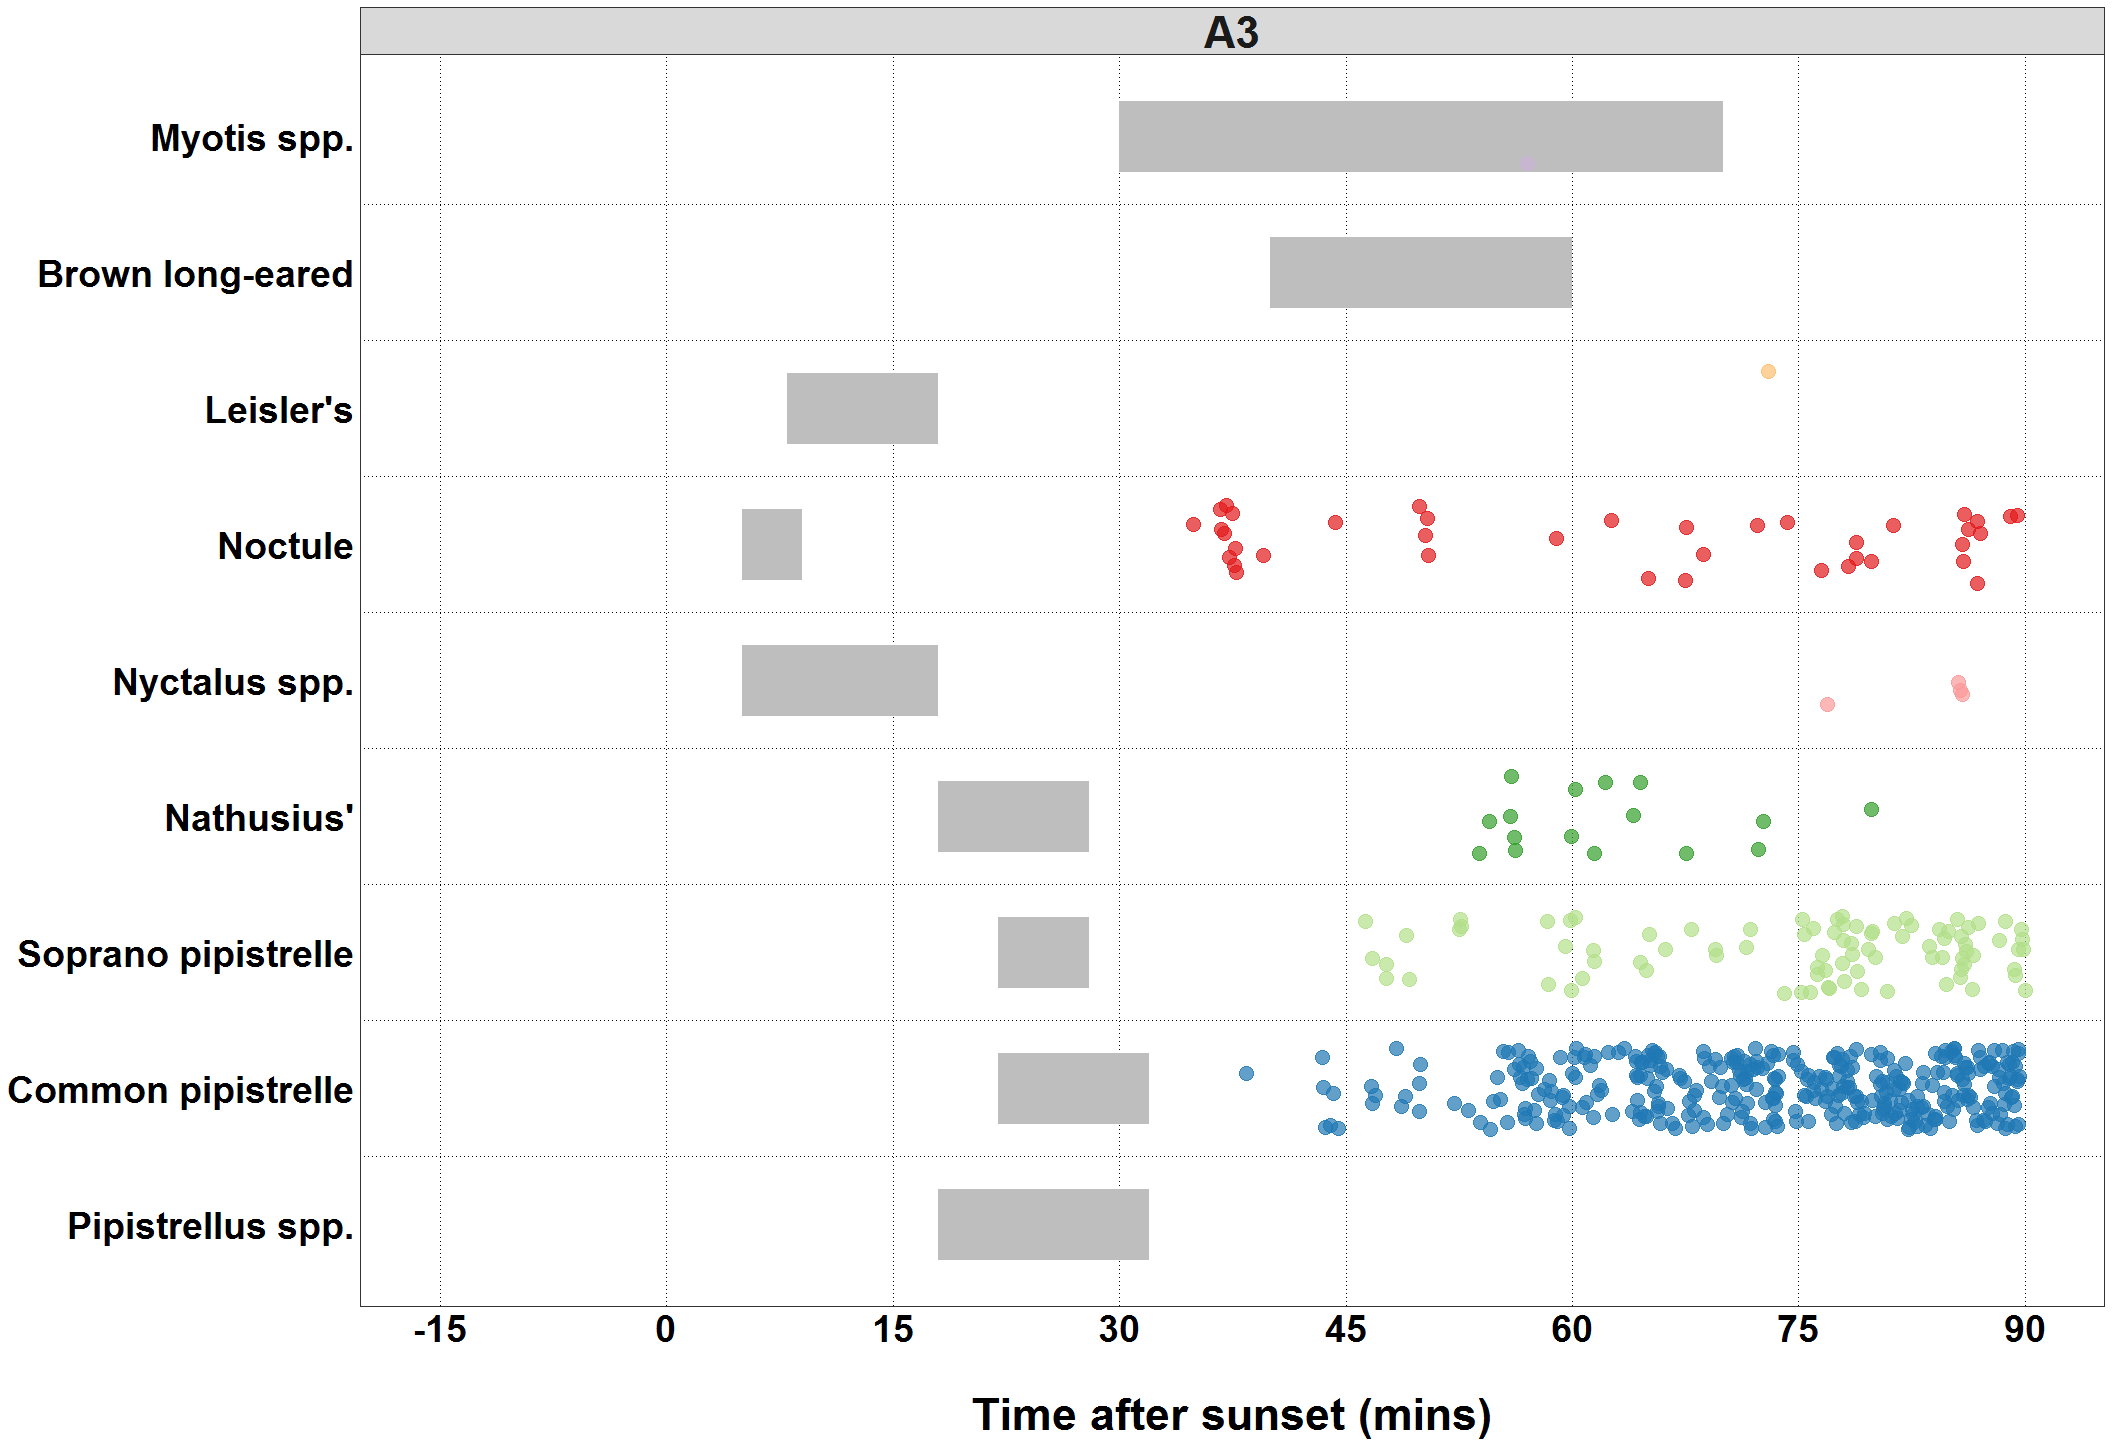 A3
Myotis spp.
Brown long-eared
Leisler's
Noctule
Nyctalus spp.
Nathusius'
Soprano pipistrelle
Common pipistrelle
Pipistrellus spp.
-15 0 15 30 45 60 75 90
Time after sunset (mins)